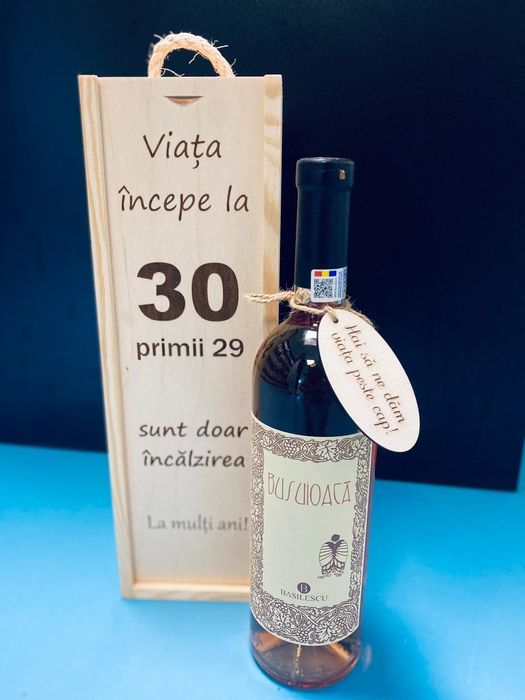 Viața
începe la
30
primii 29
sunt doar
încălzirea
La mulți ani!
Hai să ne dăm
viața peste cap!
BUSUIOACĂ
B
BASILESCU